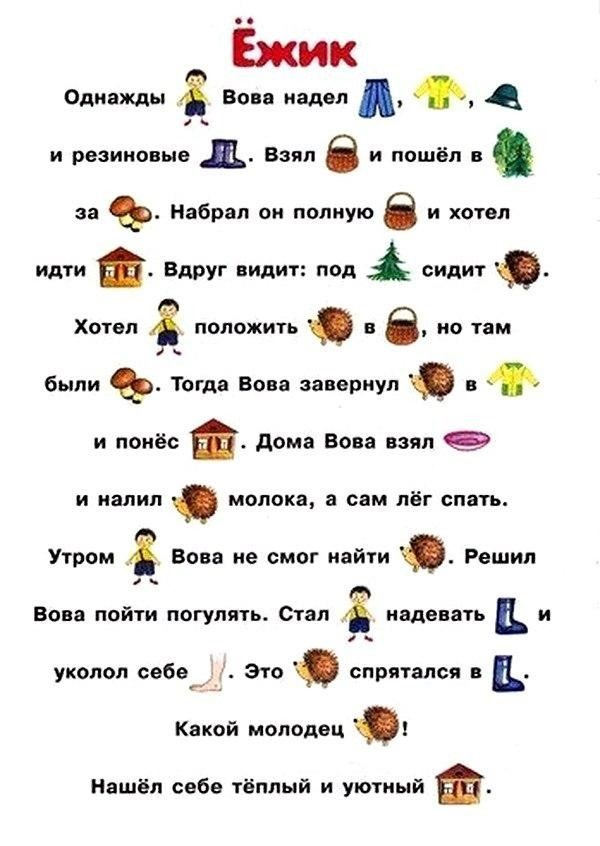 Ёжик
Однажды Вова надел , ,
и резиновые . Взял и пошёл в
за . Набрал он полную и хотел
идти . Вдруг видит: под сидит .
Хотел положить в , но там
были . Тогда Вова завернул в
и понёс . Дома Вова взял
и налил молока, а сам лёг спать.
Утром Вова не смог найти . Решил
Вова пойти погулять. Стал надевать и
уколол себе . Это спрятался в .
Какой молодец !
Нашёл себе тёплый и уютный .